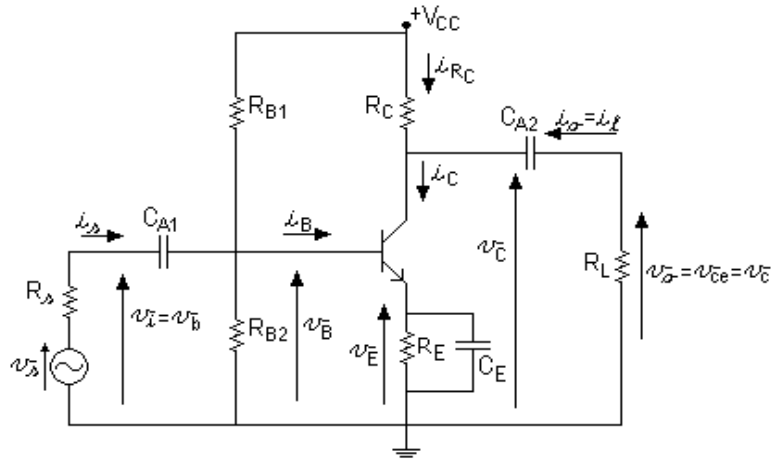 +VCC
iRC
RB1
RC
CA2
io=il
iC
is
CA1
iB
vC
RL
vo=vce=vc
Rs
vi=vb
RB2
vB
vE
RE
CE
vs